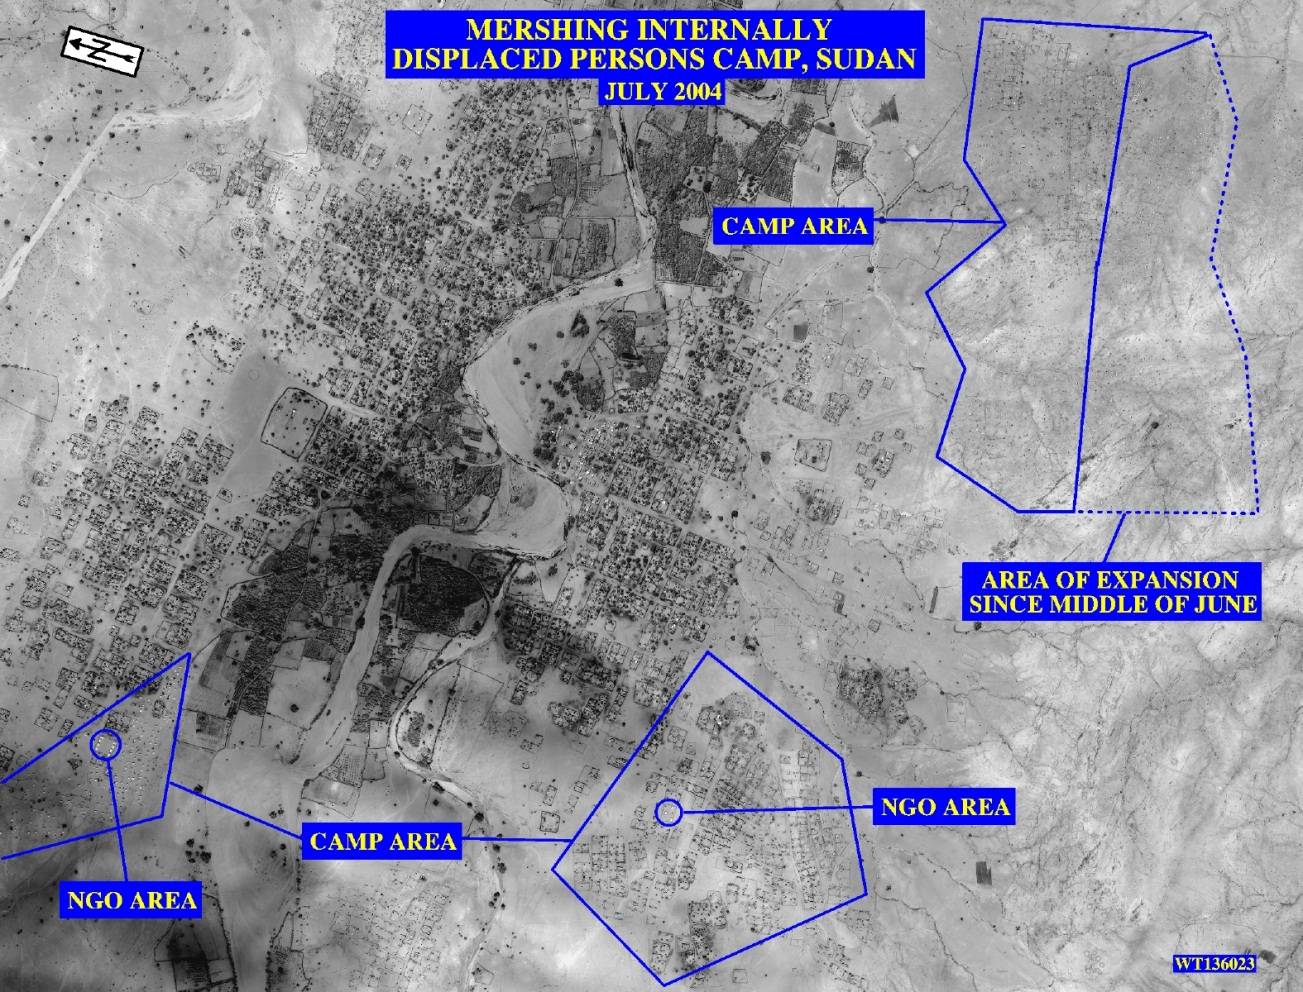 N
MERSHING INTERNALLY
DISPLACED PERSONS CAMP, SUDAN
JULY 2004
CAMP AREA
AREA OF EXPANSION
SINCE MIDDLE OF JUNE
NGO AREA
CAMP AREA
NGO AREA
WT136023